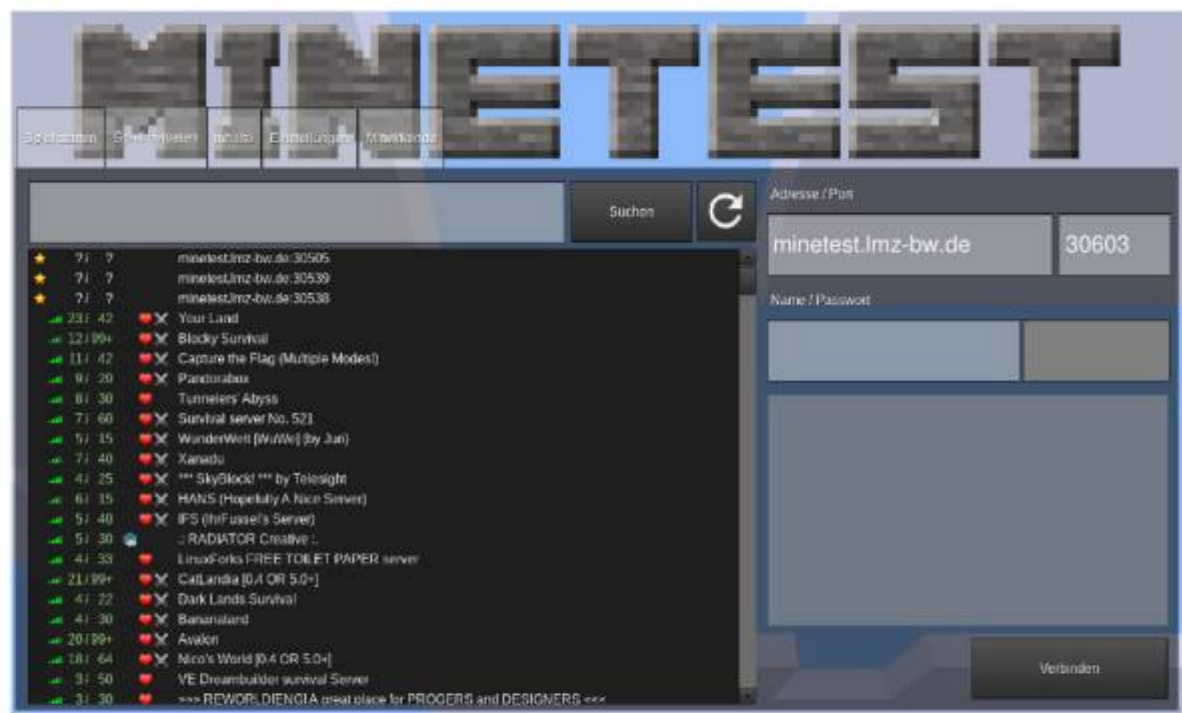 MINETEST
Einstellungen
Suchen
Adresse / Port
minetest.lmz-bw.de 30603
Name / Passwort
? / ? minetest.lmz-bw.de:30505
? / ? minetest.lmz-bw.de:30539
? / ? minetest.lmz-bw.de:30538
23 / 42 Your Land
12 / 99+ Blocky Survival
11 / 42 Capture the Flag (Multiple Modes!)
9 / 20 Pandorabox
8 / 30 Tunnelers' Abyss
7 / 60 Survival server No. 521
5 / 15 WunderWelt [WuWe] (by Juri)
7 / 40 Xanadu
4 / 25 *** SkyBlock! *** by Telesight
6 / 15 HANS (Hopefully A Nice Server)
5 / 40 IFS (IhrFussel's Server)
5 / 30 .: RADIATOR Creative :.
4 / 33 LinuxForks FREE TOILET PAPER server
21 / 99+ CatLandia [0.4 OR 5.0+]
4 / 22 Dark Lands Survival
4 / 30 Bananaland
20 / 99+ Avalon
18 / 64 Nico's World [0.4 OR 5.0+]
3 / 50 VE Dreambuilder survival Server
3 / 30 great place for PROGERS and DESIGNERS <<<
Verbinden